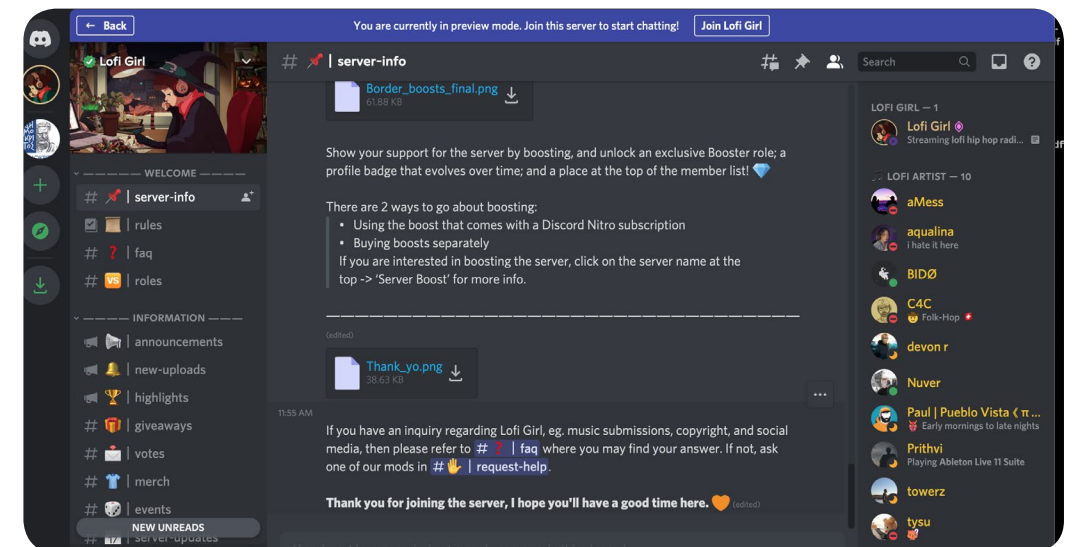 ← Back
You are currently in preview mode. Join this server to start chatting!
Join Lofi Girl
Lofi Girl
# 📌 | server-info
Search
WELCOME
# 📌 | server-info
| rules
# ❓ | faq
# 🆚 | roles
INFORMATION
| announcements
| new-uploads
| highlights
# | giveaways
# | votes
# | merch
# | events
NEW UNREADS
# | server-updates
Border_boosts_final.png
61.88 KB
Show your support for the server by boosting, and unlock an exclusive Booster role; a
profile badge that evolves over time; and a place at the top of the member list! 💎
There are 2 ways to go about boosting:
• Using the boost that comes with a Discord Nitro subscription
• Buying boosts separately
If you are interested in boosting the server, click on the server name at the
top -> ‘Server Boost’ for more info.
(edited)
Thank_yo.png
38.63 KB
11:55 AM
If you have an inquiry regarding Lofi Girl, eg. music submissions, copyright, and social
media, then please refer to # ❓ | faq where you may find your answer. If not, ask
one of our mods in # 🖐 | request-help.
Thank you for joining the server, I hope you'll have a good time here. 🧡 (edited)
LOFI GIRL — 1
Lofi Girl
Streaming lofi hip hop radi...
🎵 LOFI ARTIST — 10
aMess
aqualina
i hate it here
BIDØ
C4C
🤠 Folk-Hop
devon r
Nuver
Paul | Pueblo Vista ⟪ π ...
Early mornings to late nights
Prithvi
Playing Ableton Live 11 Suite
towerz
tysu